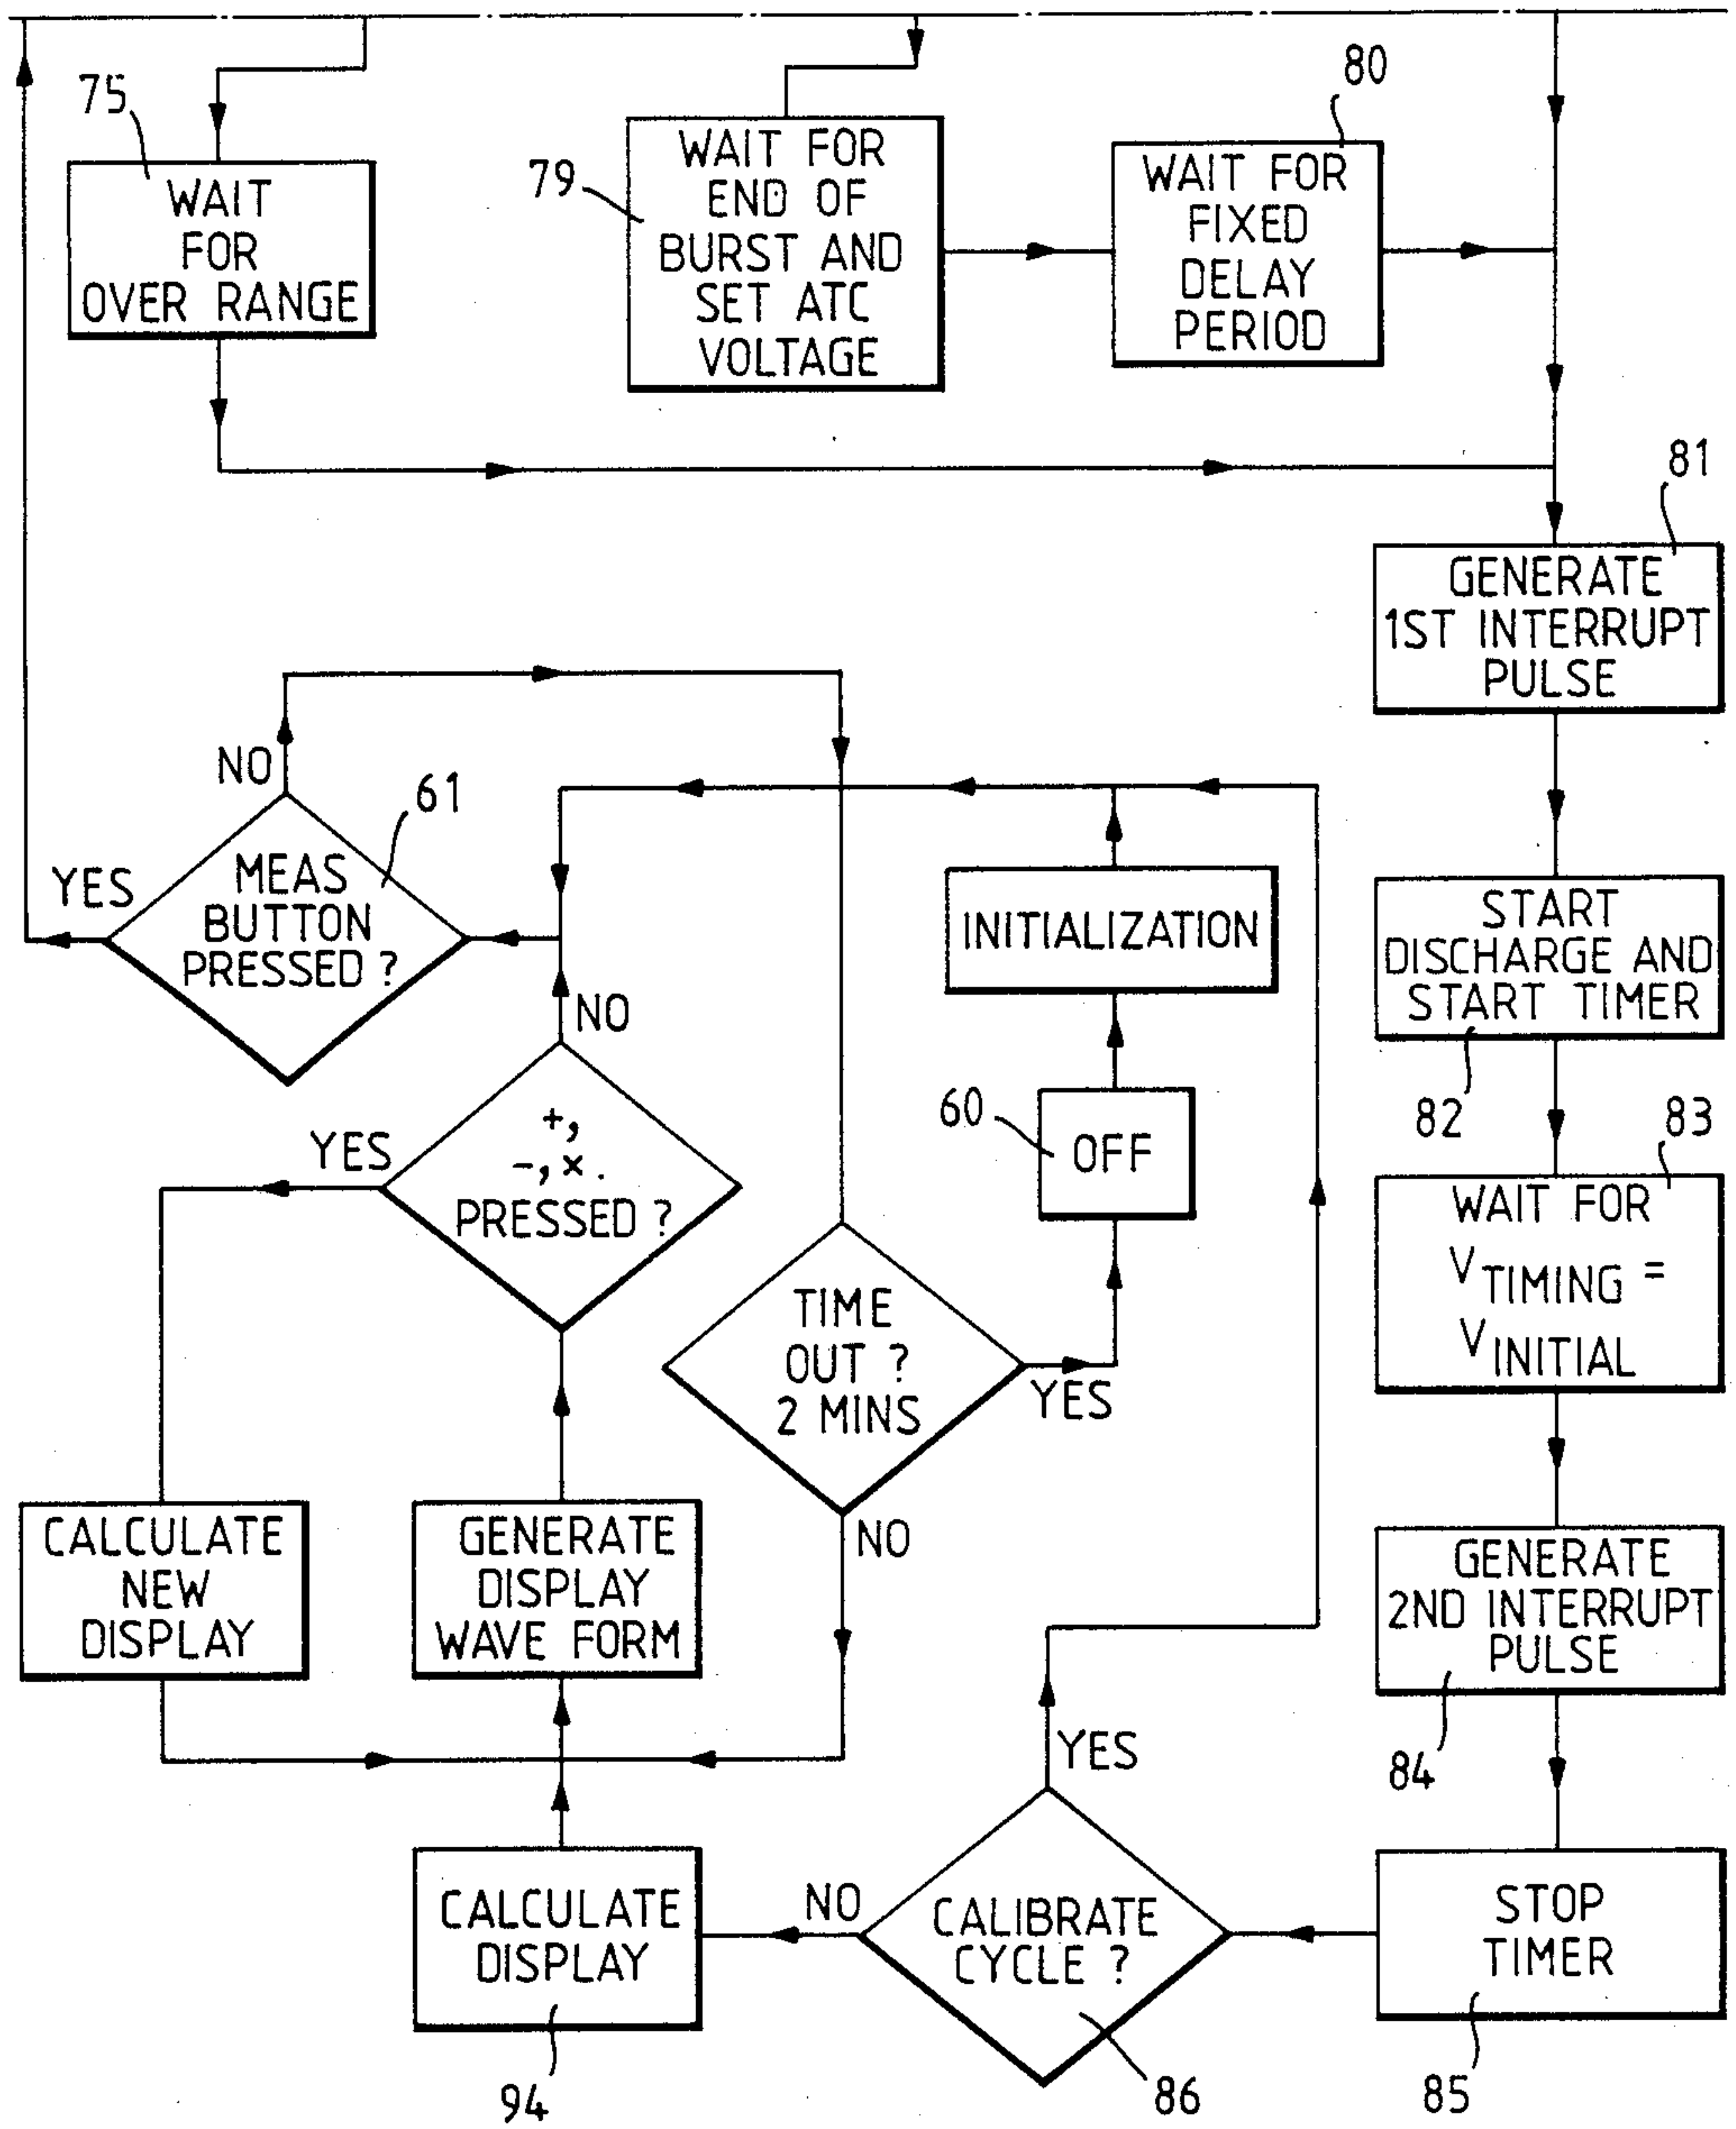 75
WAIT
FOR
OVER RANGE
79
WAIT FOR
END OF
BURST AND
SET ATC
VOLTAGE
80
WAIT FOR
FIXED
DELAY
PERIOD
81
GENERATE
1ST INTERRUPT
PULSE
NO
61
YES
MEAS
BUTTON
PRESSED ?
INITIALIZATION
START
DISCHARGE AND
START TIMER
82
NO
YES
+,
-, x .
PRESSED ?
60
OFF
83
WAIT FOR
VTIMING =
VINITIAL
TIME
OUT ?
2 MINS
YES
NO
CALCULATE
NEW
DISPLAY
GENERATE
DISPLAY
WAVE FORM
GENERATE
2ND INTERRUPT
PULSE
84
YES
CALCULATE
DISPLAY
94
NO
CALIBRATE
CYCLE ?
86
STOP
TIMER
85